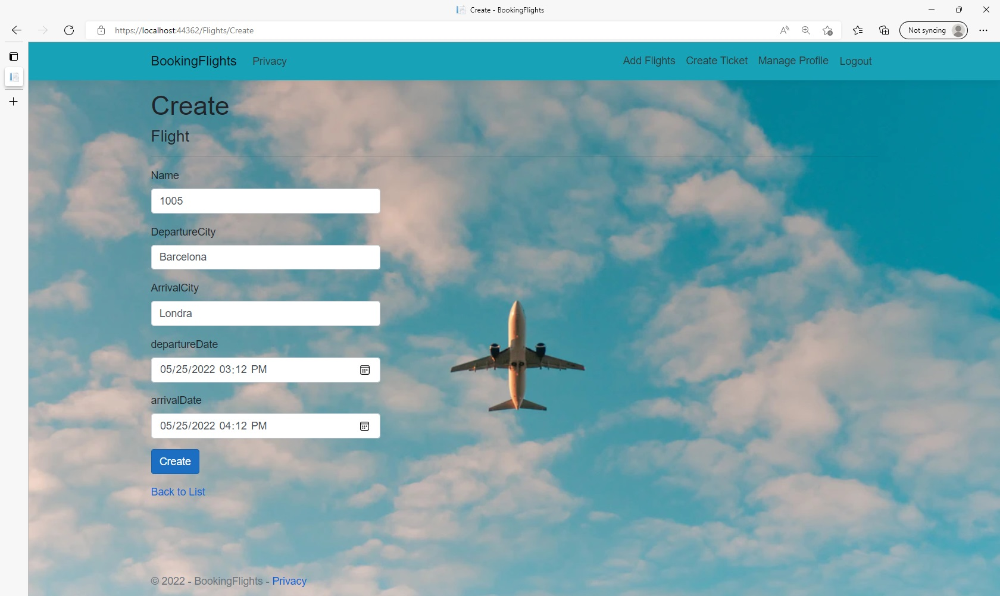 Create - BookingFlights
https://localhost:44362/Flights/Create
Not syncing
BookingFlights Privacy Add Flights Create Ticket Manage Profile Logout
Create
Flight
Name
1005
DepartureCity
Barcelona
ArrivalCity
Londra
departureDate
05/25/2022 03:12 PM
arrivalDate
05/25/2022 04:12 PM
Create
Back to List
© 2022 - BookingFlights - Privacy